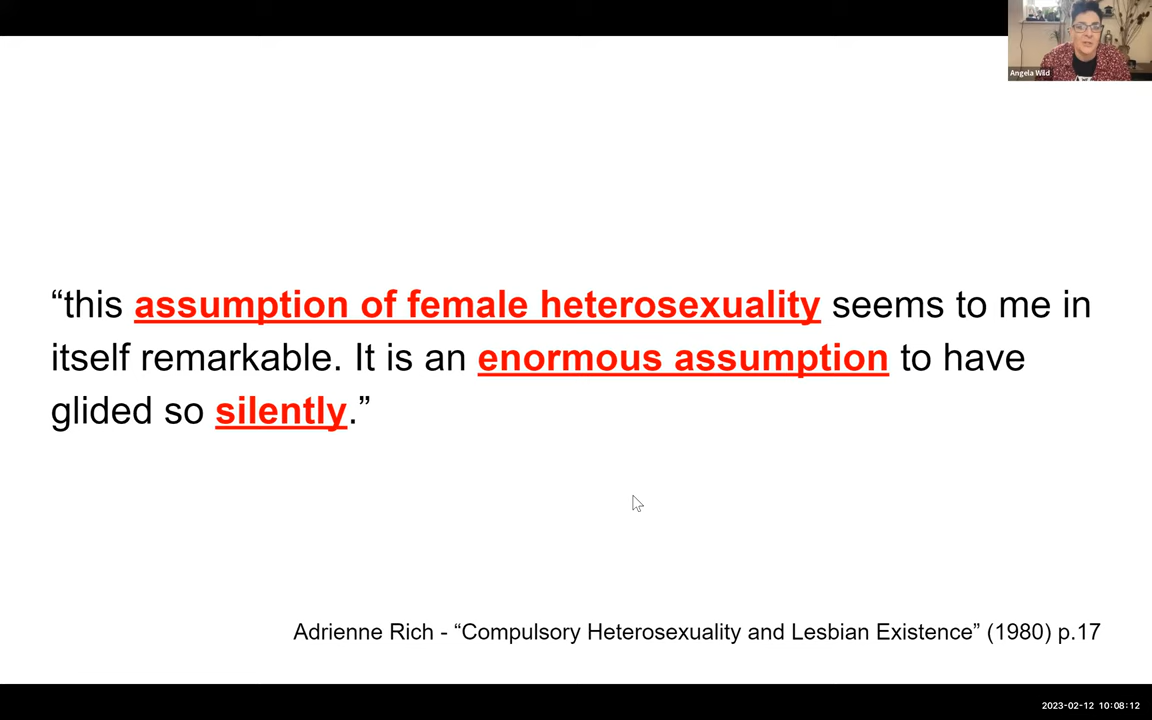 Angela Wild
“this assumption of female heterosexuality seems to me in
itself remarkable. It is an enormous assumption to have
glided so silently.”
Adrienne Rich - “Compulsory Heterosexuality and Lesbian Existence” (1980) p.17
2023-02-12 10:08:12